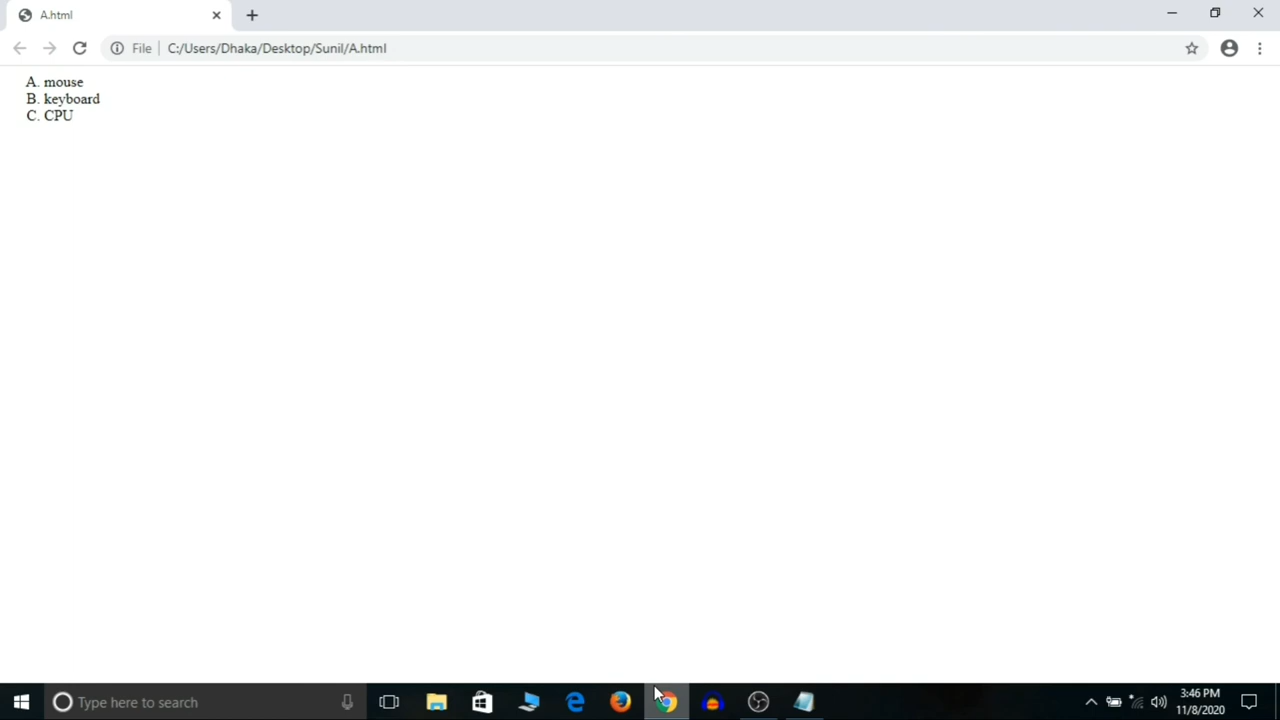 A.html
File C:/Users/Dhaka/Desktop/Sunil/A.html
A. mouse
B. keyboard
C. CPU
Type here to search
3:46 PM
11/8/2020